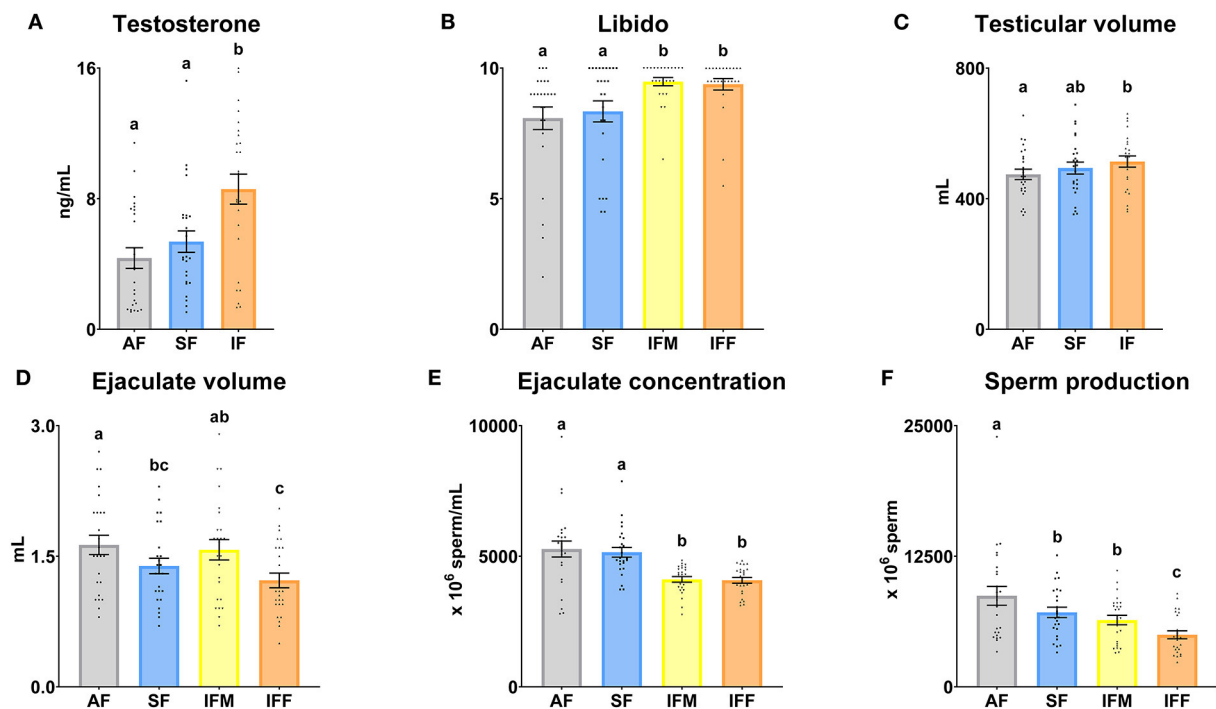 A Testosterone
a a b
16
8
0
ng/mL
AF SF IF
B Libido
a a b b
10
5
0
AF SF IFM IFF
C Testicular volume
a ab b
800
400
0
mL
AF SF IF
D Ejaculate volume
a bc ab c
3.0
1.5
0.0
mL
AF SF IFM IFF
E Ejaculate concentration
a a b b
10000
5000
0
x 10⁶ sperm/mL
AF SF IFM IFF
F Sperm production
a b b c
25000
12500
0
x 10⁶ sperm
AF SF IFM IFF